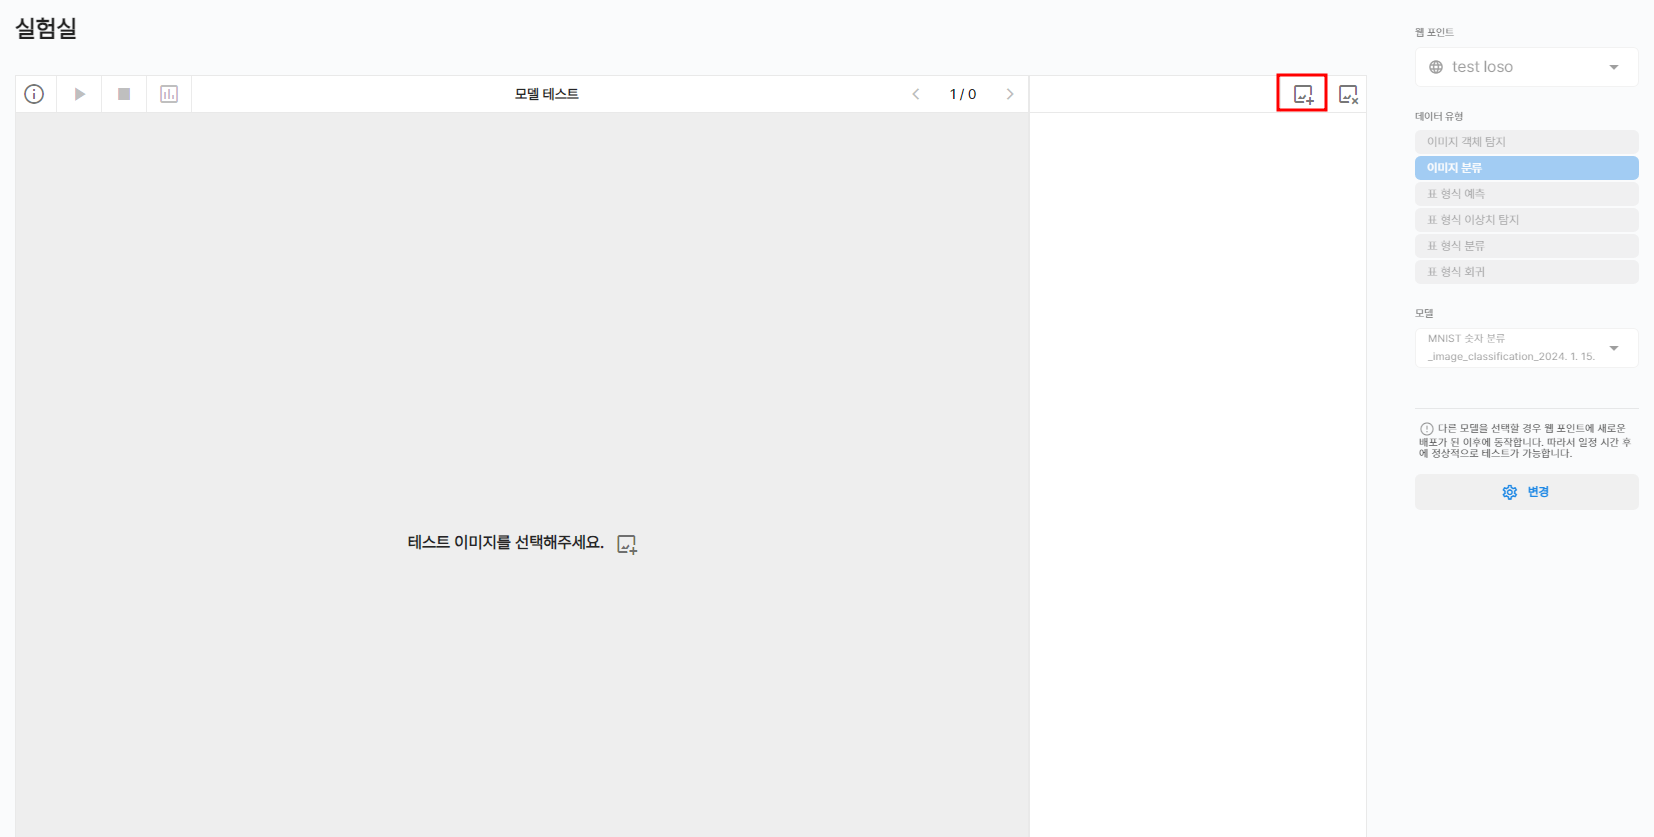 실험실
모델 테스트
1 / 0
테스트 이미지를 선택해주세요.
웹 포인트
test loso
데이터 유형
이미지 객체 탐지
이미지 분류
표 형식 예측
표 형식 이상치 탐지
표 형식 분류
표 형식 회귀
모델
MNIST 숫자 분류
_image_classification_2024. 1. 15.
다른 모델을 선택할 경우 웹 포인트에 새로운
배포가 된 이후에 동작합니다. 따라서 일정 시간 후
에 정상적으로 테스트가 가능합니다.
변경